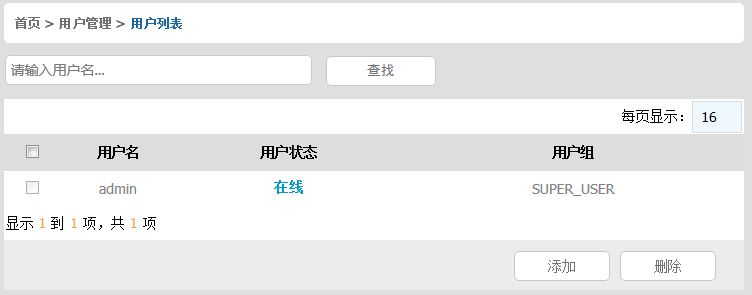 首页 > 用户管理 > 用户列表
请输入用户名... 查找
每页显示： 16
用户名 用户状态 用户组
admin 在线 SUPER_USER
显示 1 到 1 项，共 1 项
添加 删除